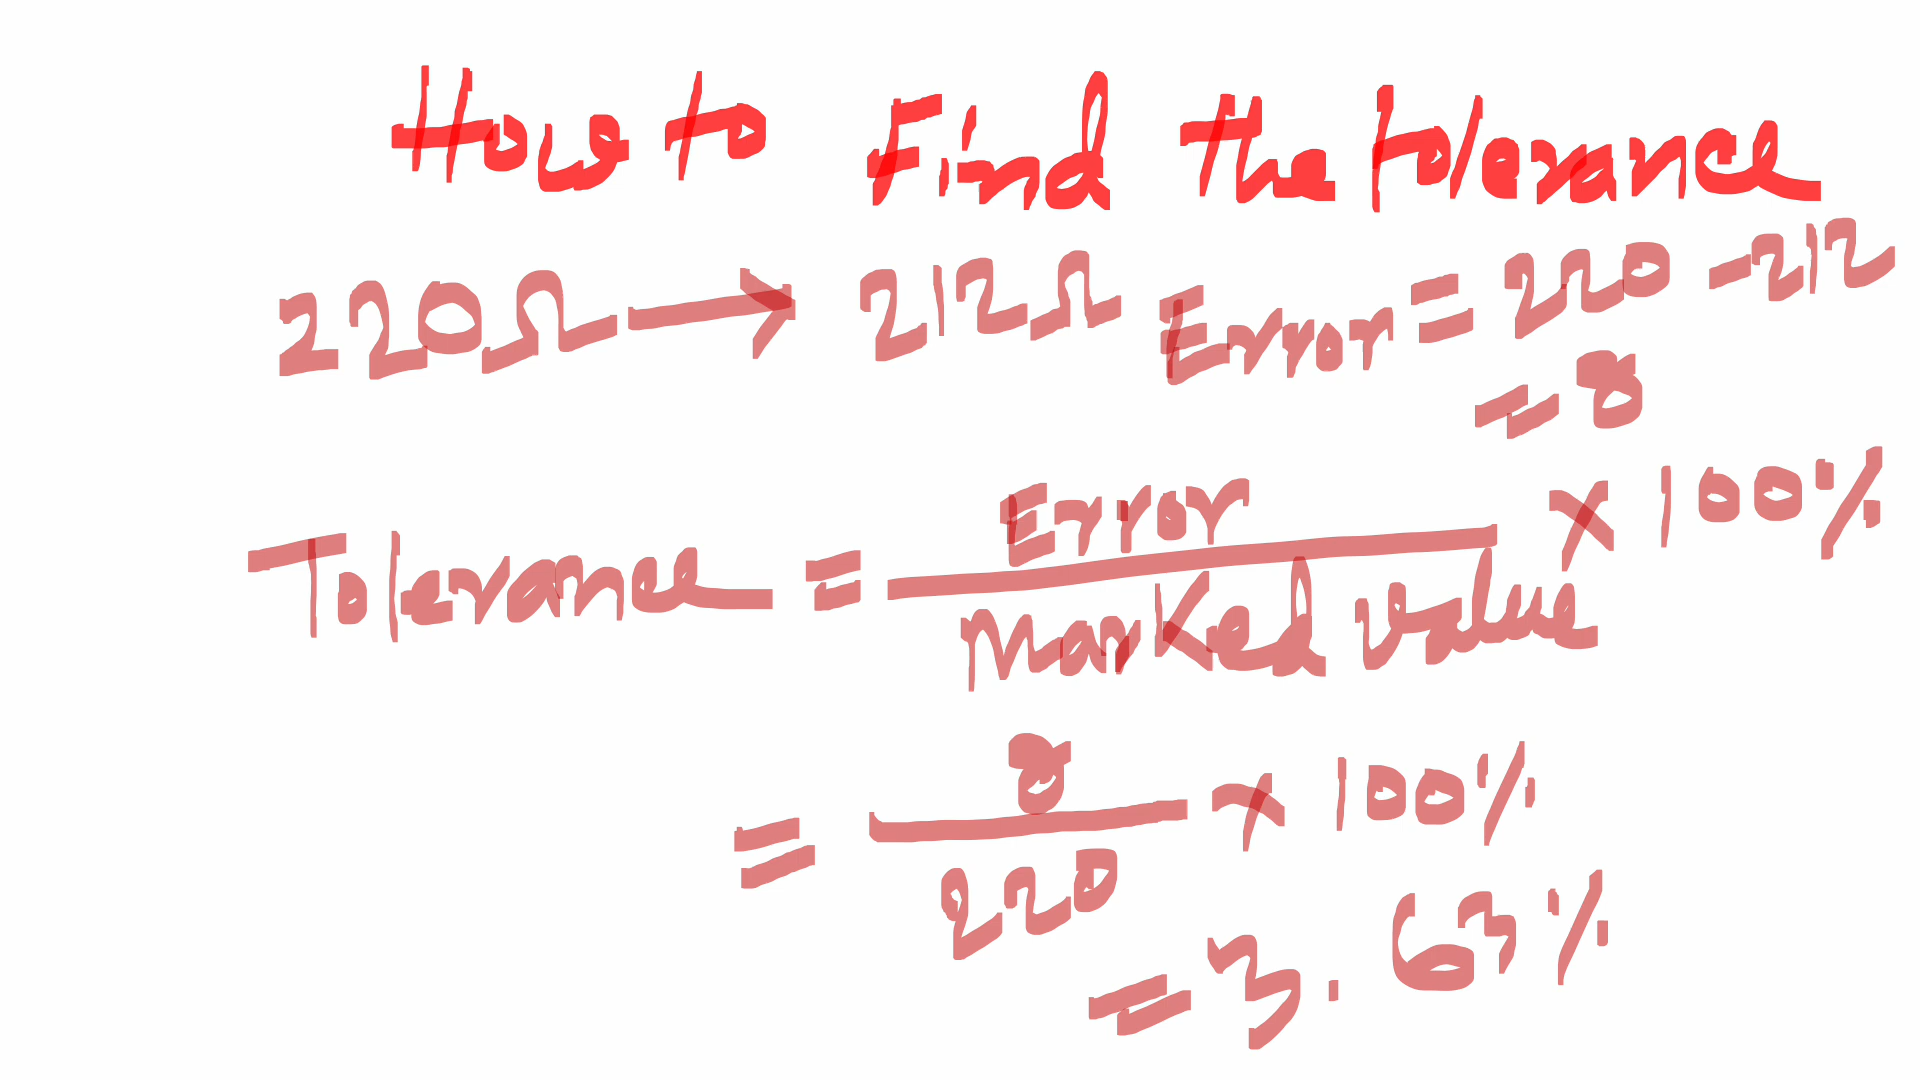 How to Find the tolerance
220Ω → 212Ω Error = 220 - 212
= 8
Tolerance = Error / Marked value × 100%
= 8 / 220 × 100%
= 3.63%